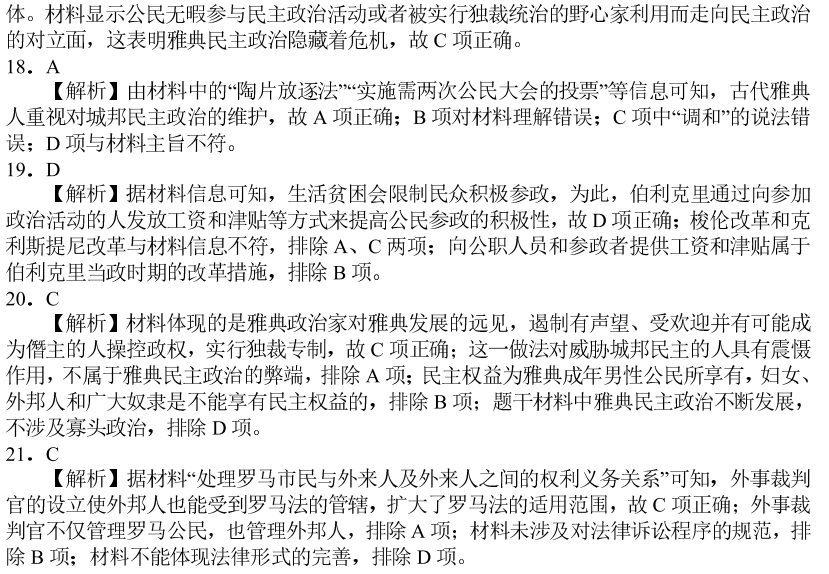 体。材料显示公民无暇参与民主政治活动或者被实行独裁统治的野心家利用而走向民主政治
的对立面，这表明雅典民主政治隐藏着危机，故 C 项正确。
18．A
【解析】由材料中的“陶片放逐法”“实施需两次公民大会的投票”等信息可知，古代雅典
人重视对城邦民主政治的维护，故 A 项正确；B 项对材料理解错误；C 项中“调和”的说法错
误；D 项与材料主旨不符。
19．D
【解析】据材料信息可知，生活贫困会限制民众积极参政，为此，伯利克里通过向参加
政治活动的人发放工资和津贴等方式来提高公民参政的积极性，故 D 项正确；梭伦改革和克
利斯提尼改革与材料信息不符，排除 A、C 两项；向公职人员和参政者提供工资和津贴属于
伯利克里当政时期的改革措施，排除 B 项。
20．C
【解析】材料体现的是雅典政治家对雅典发展的远见，遏制有声望、受欢迎并有可能成
为僭主的人操控政权，实行独裁专制，故 C 项正确；这一做法对威胁城邦民主的人具有震慑
作用，不属于雅典民主政治的弊端，排除 A 项；民主权益为雅典成年男性公民所享有，妇女、
外邦人和广大奴隶是不能享有民主权益的，排除 B 项；题干材料中雅典民主政治不断发展，
不涉及寡头政治，排除 D 项。
21．C
【解析】据材料“处理罗马市民与外来人及外来人之间的权利义务关系”可知，外事裁判
官的设立使外邦人也能受到罗马法的管辖，扩大了罗马法的适用范围，故 C 项正确；外事裁
判官不仅管理罗马公民，也管理外邦人，排除 A 项；材料未涉及对法律诉讼程序的规范，排
除 B 项；材料不能体现法律形式的完善，排除 D 项。